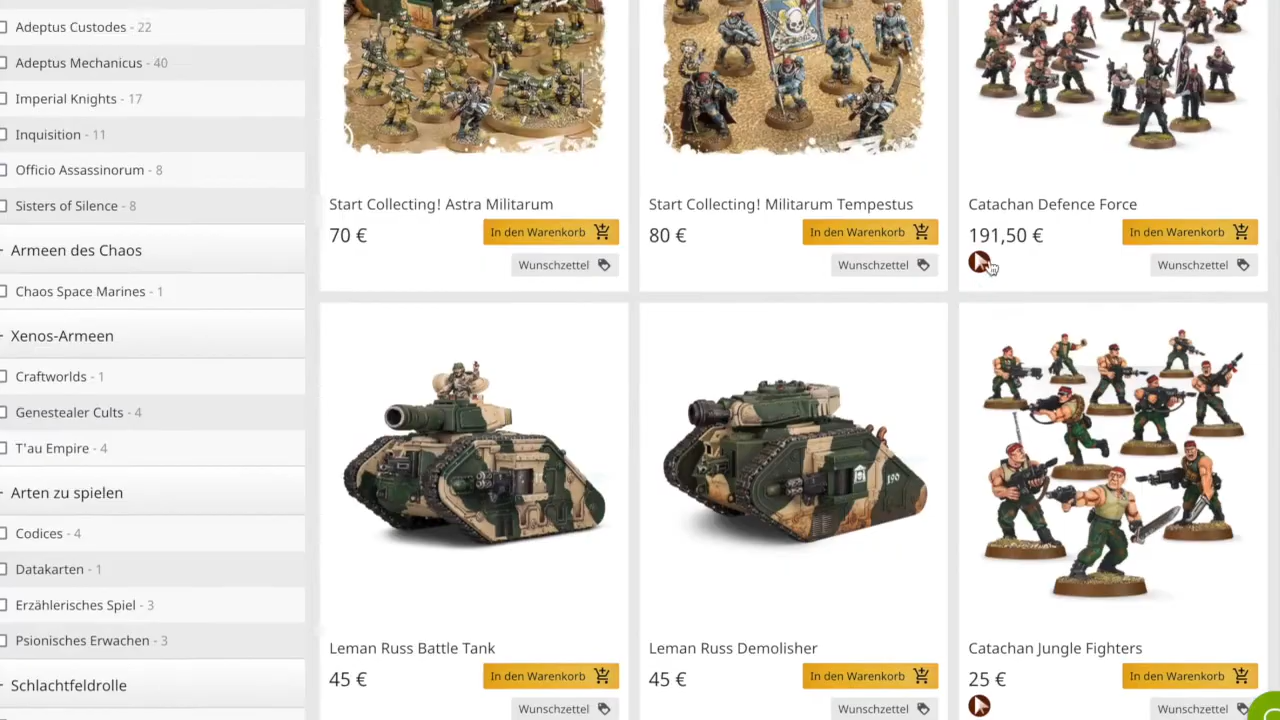 Adeptus Custodes - 22
Adeptus Mechanicus - 40
Imperial Knights - 17
Inquisition - 11
Officio Assassinorum - 8
Sisters of Silence - 8
- Armeen des Chaos
Chaos Space Marines - 1
- Xenos-Armeen
Craftworlds - 1
Genestealer Cults - 4
T'au Empire - 4
- Arten zu spielen
Codices - 4
Datakarten - 1
Erzählerisches Spiel - 3
Psionisches Erwachen - 3
- Schlachtfeldrolle
Start Collecting! Astra Militarum
70 €
In den Warenkorb
Wunschzettel
Start Collecting! Militarum Tempestus
80 €
In den Warenkorb
Wunschzettel
Catachan Defence Force
191,50 €
In den Warenkorb
Wunschzettel
190
Leman Russ Battle Tank
45 €
In den Warenkorb
Wunschzettel
Leman Russ Demolisher
45 €
In den Warenkorb
Wunschzettel
Catachan Jungle Fighters
25 €
In den Warenkorb
Wunschzettel